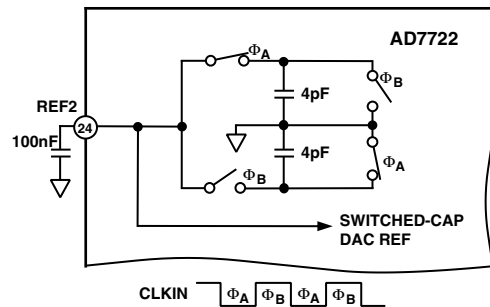 AD7722
ΦA
ΦB
4pF
REF2
24
100nF
4pF
ΦA
ΦB
SWITCHED-CAP
DAC REF
CLKIN ΦA ΦB ΦA ΦB